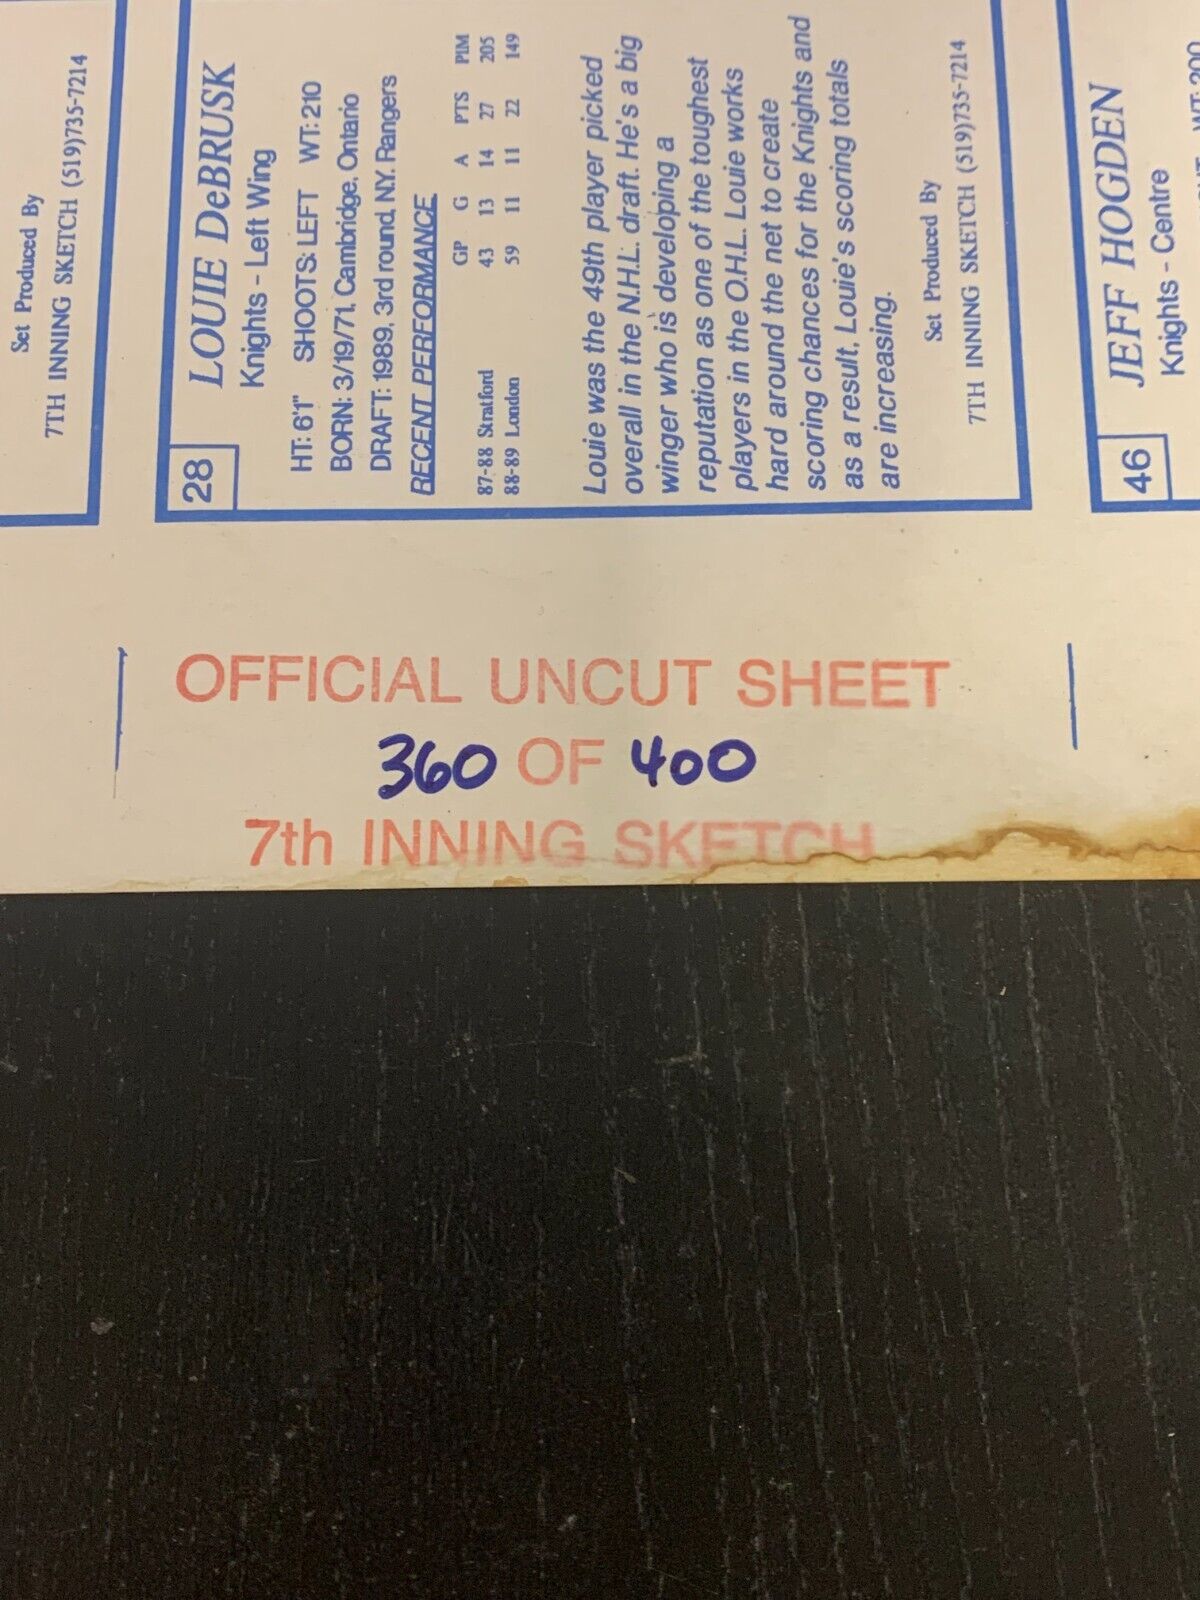 Set Produced By
7TH INNING SKETCH (519)735-7214
28
LOUIE DeBRUSK
Knights - Left Wing
HT: 6'1" SHOOTS: LEFT WT: 210
BORN: 3/19/71, Cambridge, Ontario
DRAFT: 1989, 3rd round, N.Y. Rangers
RECENT PERFORMANCE
GP G A PTS PIM
87-88 Stratford 43 13 14 27 205
88-89 London 59 11 11 22 149
Louie was the 49th player picked
overall in the N.H.L. draft. He's a big
winger who is developing a
reputation as one of the toughest
players in the O.H.L. Louie works
hard around the net to create
scoring chances for the Knights and
as a result, Louie's scoring totals
are increasing.
Set Produced By
7TH INNING SKETCH (519)735-7214
46
JEFF HOGDEN
Knights - Centre
WT: 200
OFFICIAL UNCUT SHEET
360 OF 400
7th INNING SKETCH